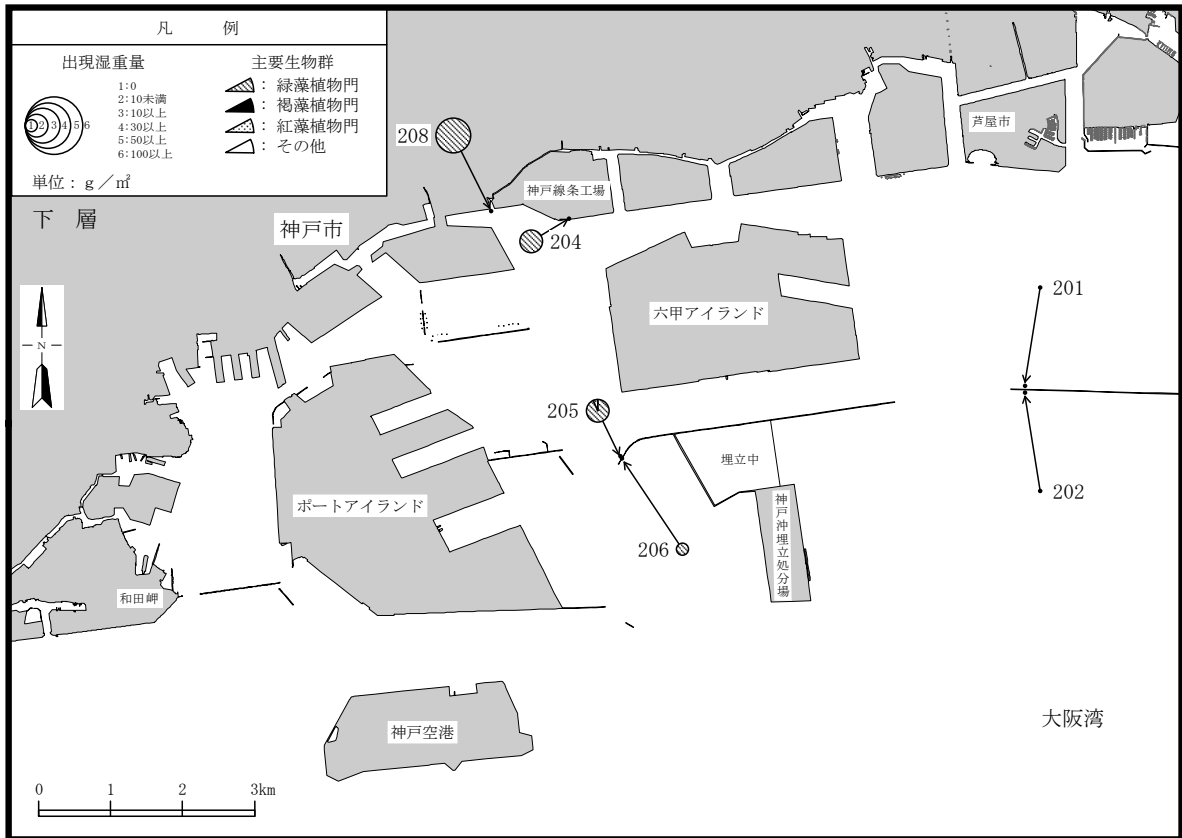 凡 例
出現湿重量
1:0
2:10未満
3:10以上
4:30以上
5:50以上
6:100以上
1 2 3 4 5 6
単位：g／㎡
主要生物群
：緑藻植物門
：褐藻植物門
：紅藻植物門
：その他
下 層
208
神戸線条工場
芦屋市
神戸市
204
N
六甲アイランド
201
205
埋立中
ポートアイランド
202
神戸沖埋立処分場
206
和田岬
大阪湾
神戸空港
0 1 2 3km